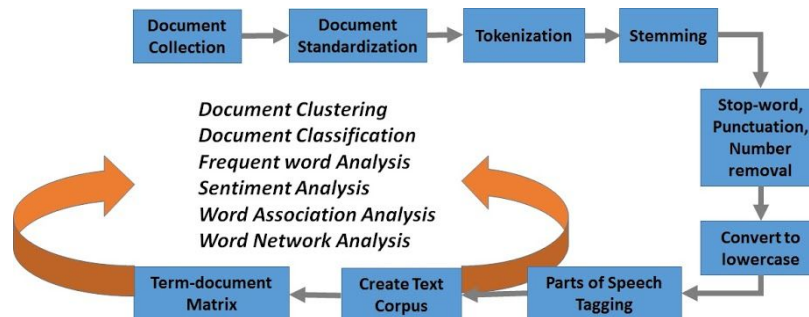 Document
Collection
Document
Standardization
Tokenization
Stemming
Stop-word,
Punctuation,
Number
removal
Convert to
lowercase
Parts of Speech
Tagging
Create Text
Corpus
Term-document
Matrix
Document Clustering
Document Classification
Frequent word Analysis
Sentiment Analysis
Word Association Analysis
Word Network Analysis